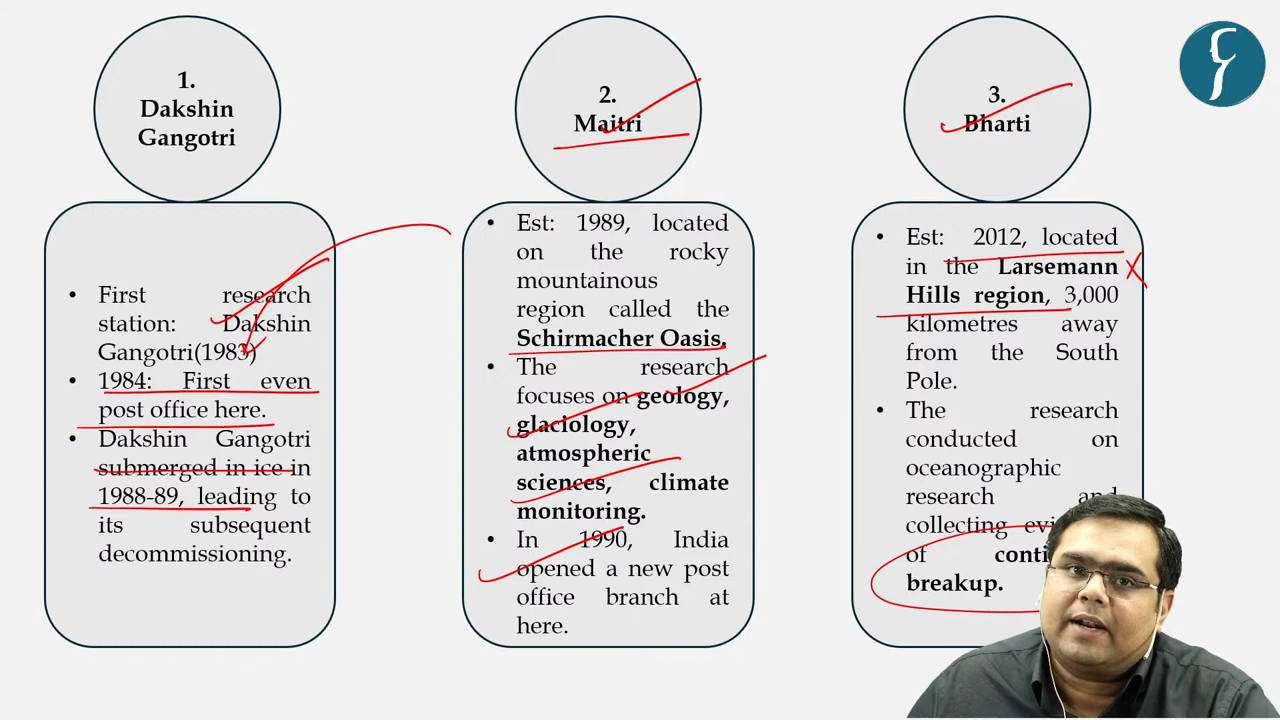 1.
Dakshin
Gangotri
First research
station: Dakshin
Gangotri(1983)
1984: First even
post office here.
Dakshin Gangotri
submerged in ice in
1988-89, leading to
its subsequent
decommissioning.
2.
Maitri
Est: 1989, located
on the rocky
mountainous
region called the
Schirmacher Oasis.
The research
focuses on geology,
glaciology,
atmospheric
sciences, climate
monitoring.
In 1990, India
opened a new post
office branch at
here.
3.
Bharti
Est: 2012, located
in the Larsemann
Hills region, 3,000
kilometres away
from the South
Pole.
The research
conducted on
oceanographic
research and
collecting
of
breakup.